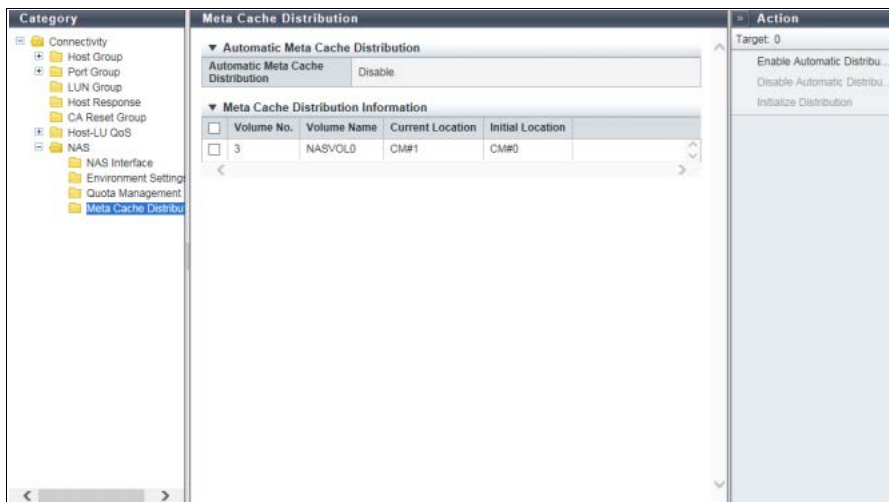 Category
Connectivity
Host Group
Port Group
LUN Group
Host Response
CA Reset Group
Host-LU QoS
NAS
NAS Interface
Environment Settings
Quota Management
Meta Cache Distribu
Meta Cache Distribution
Automatic Meta Cache Distribution
Automatic Meta Cache
Distribution
Disable
Meta Cache Distribution Information
Volume No. Volume Name Current Location Initial Location
3 NASVOL0 CM#1 CM#0
» Action
Target: 0
Enable Automatic Distribu...
Disable Automatic Distribu...
Initialize Distribution